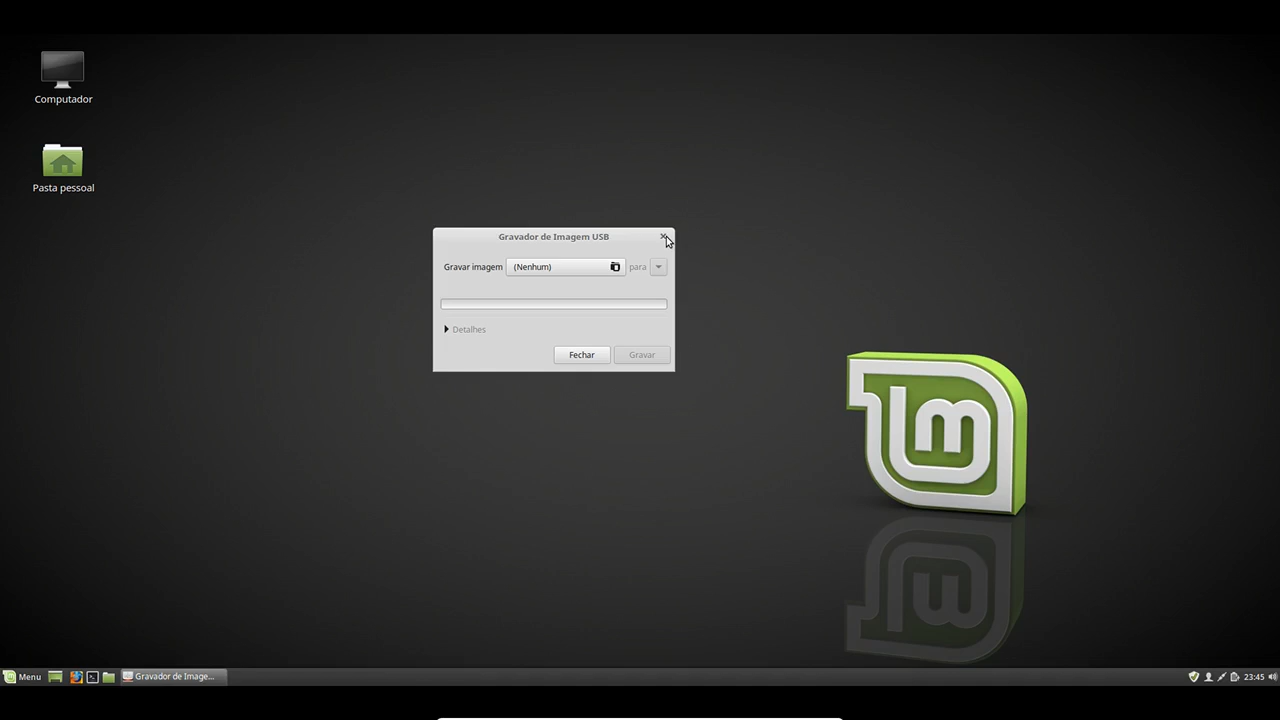 Computador
Pasta pessoal
Gravador de Imagem USB
Gravar imagem (Nenhum) para
Detalhes
Fechar Gravar
Menu Gravador de Image... 23:45